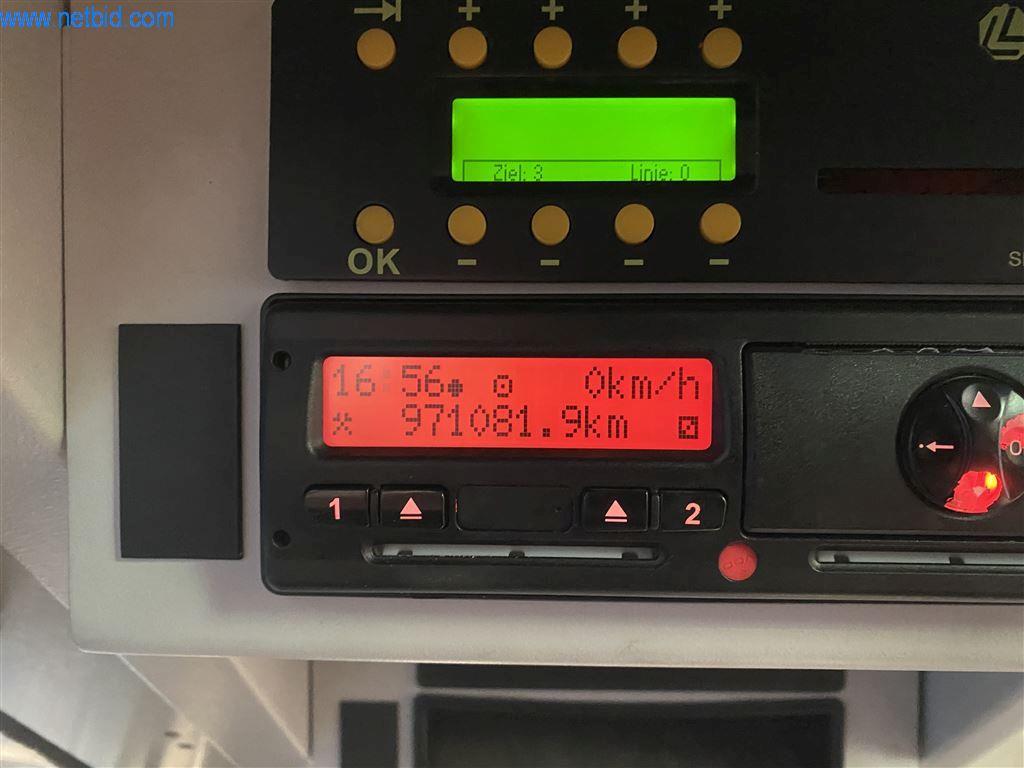 www.netbid.com
+ + + +
Ziel: 3 Linie: 0
OK - - - -
16:56 0km/h
971081.9km
1 2